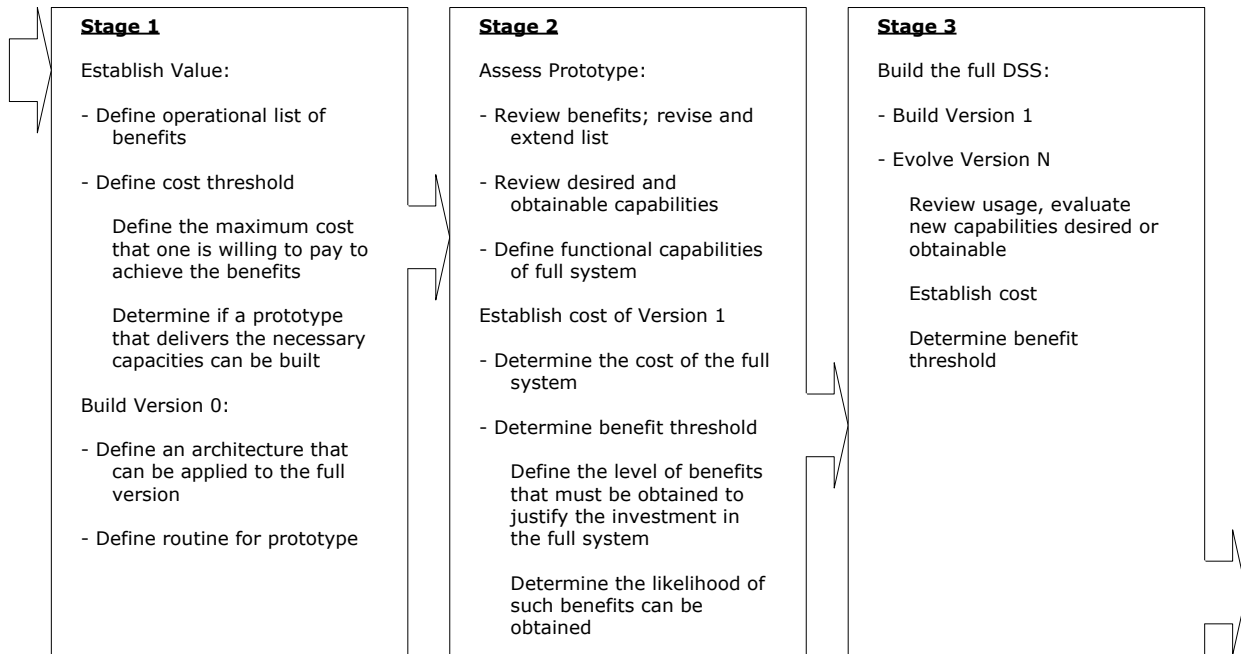 Stage 1
Establish Value:
- Define operational list of
benefits
- Define cost threshold
Define the maximum cost
that one is willing to pay to
achieve the benefits
Determine if a prototype
that delivers the necessary
capacities can be built
Build Version 0:
- Define an architecture that
can be applied to the full
version
- Define routine for prototype
Stage 2
Assess Prototype:
- Review benefits; revise and
extend list
- Review desired and
obtainable capabilities
- Define functional capabilities
of full system
Establish cost of Version 1
- Determine the cost of the full
system
- Determine benefit threshold
Define the level of benefits
that must be obtained to
justify the investment in
the full system
Determine the likelihood of
such benefits can be
obtained
Stage 3
Build the full DSS:
- Build Version 1
- Evolve Version N
Review usage, evaluate
new capabilities desired or
obtainable
Establish cost
Determine benefit
threshold